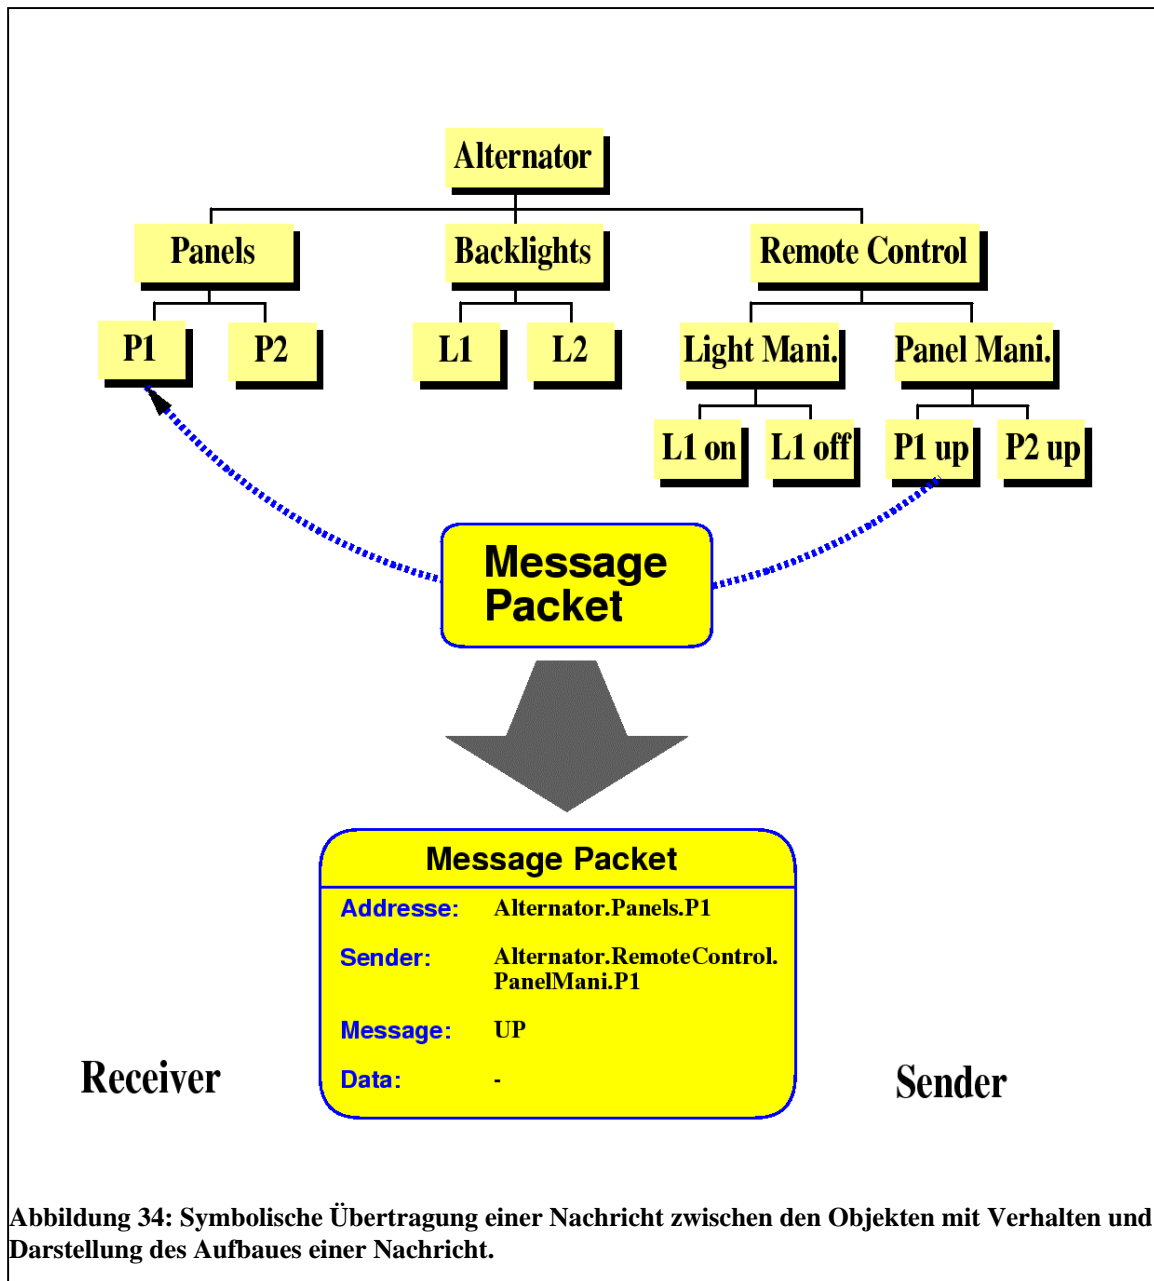 Alternator
Panels
Backlights
Remote Control
P1
P2
L1
L2
Light Mani.
Panel Mani.
L1 on
L1 off
P1 up
P2 up
Message
Packet
Message Packet
Addresse: Alternator.Panels.P1
Sender: Alternator.RemoteControl.
PanelMani.P1
Message: UP
Data: -
Receiver
Sender
Abbildung 34: Symbolische Übertragung einer Nachricht zwischen den Objekten mit Verhalten und
Darstellung des Aufbaues einer Nachricht.